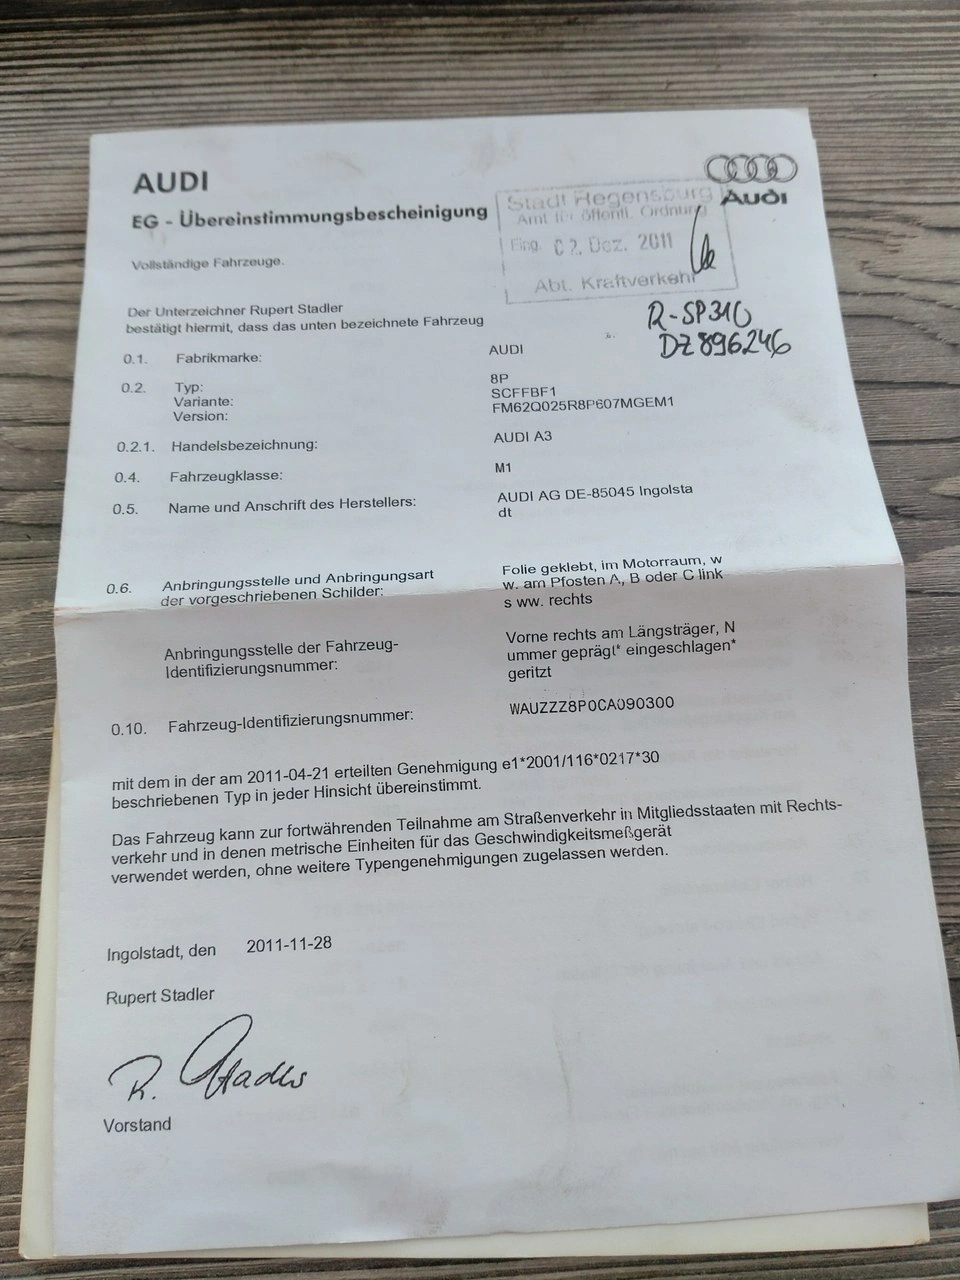 AUDI
Audi
EG - Übereinstimmungsbescheinigung
Stadt Regensburg
Amt für öffentl. Ordnung
Eing. 02. Dez. 2011
Abt. Kraftverkehr
Vollständige Fahrzeuge.
R-SP310
DZ896246
Der Unterzeichner Rupert Stadler
bestätigt hiermit, dass das unten bezeichnete Fahrzeug
0.1. Fabrikmarke: AUDI
0.2. Typ: 8P
Variante: SCFFBF1
Version: FM62Q025R8P607MGEM1
0.2.1. Handelsbezeichnung: AUDI A3
0.4. Fahrzeugklasse: M1
0.5. Name und Anschrift des Herstellers: AUDI AG DE-85045 Ingolsta
dt
0.6. Anbringungsstelle und Anbringungsart Folie geklebt, im Motorraum, w
der vorgeschriebenen Schilder: w. am Pfosten A, B oder C link
s ww. rechts
Anbringungsstelle der Fahrzeug- Vorne rechts am Längsträger, N
Identifizierungsnummer: ummer geprägt* eingeschlagen*
geritzt
0.10. Fahrzeug-Identifizierungsnummer: WAUZZZ8P0CA090300
mit dem in der am 2011-04-21 erteilten Genehmigung e1*2001/116*0217*30
beschriebenen Typ in jeder Hinsicht übereinstimmt.
Das Fahrzeug kann zur fortwährenden Teilnahme am Straßenverkehr in Mitgliedsstaaten mit Rechts-
verkehr und in denen metrische Einheiten für das Geschwindigkeitsmeßgerät
verwendet werden, ohne weitere Typengenehmigungen zugelassen werden.
Ingolstadt, den 2011-11-28
Rupert Stadler
R. Stadler
Vorstand